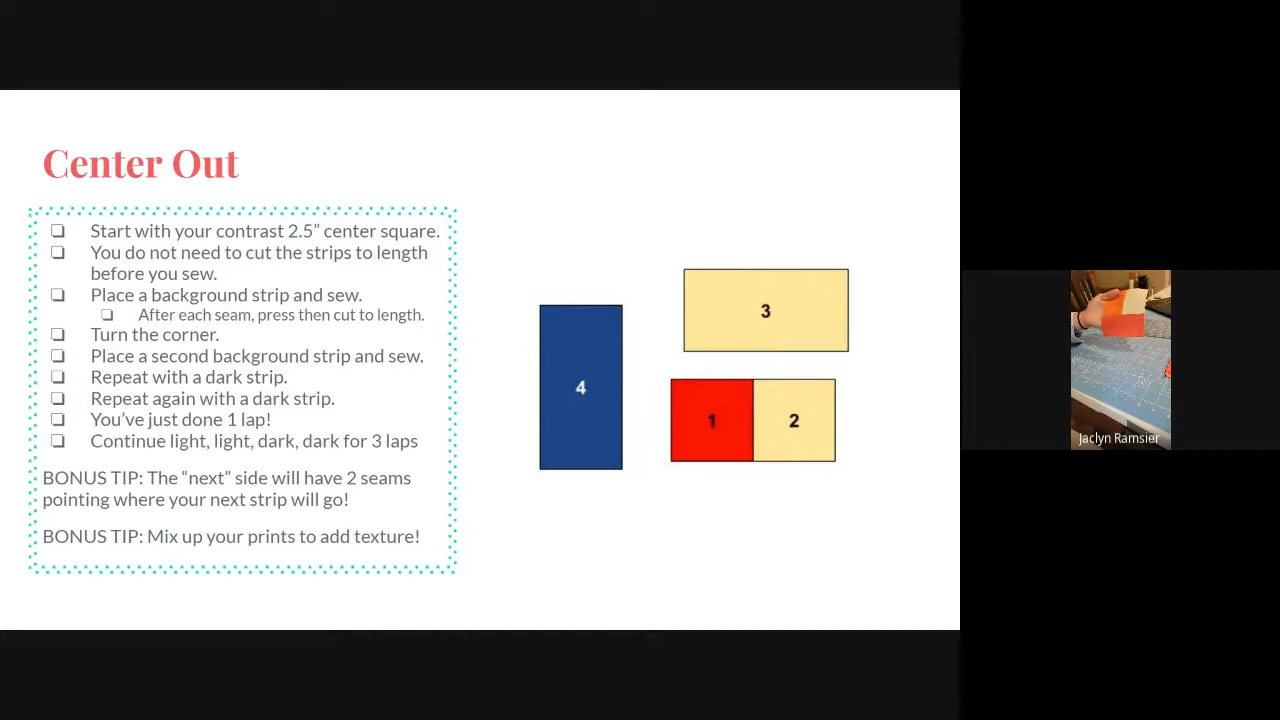 Center Out
❏ Start with your contrast 2.5” center square.
❏ You do not need to cut the strips to length
before you sew.
❏ Place a background strip and sew.
❏ After each seam, press then cut to length.
❏ Turn the corner.
❏ Place a second background strip and sew.
❏ Repeat with a dark strip.
❏ Repeat again with a dark strip.
❏ You’ve just done 1 lap!
❏ Continue light, light, dark, dark for 3 laps
BONUS TIP: The “next” side will have 2 seams
pointing where your next strip will go!
BONUS TIP: Mix up your prints to add texture!
3
4
1 2
Jaclyn Ramsier